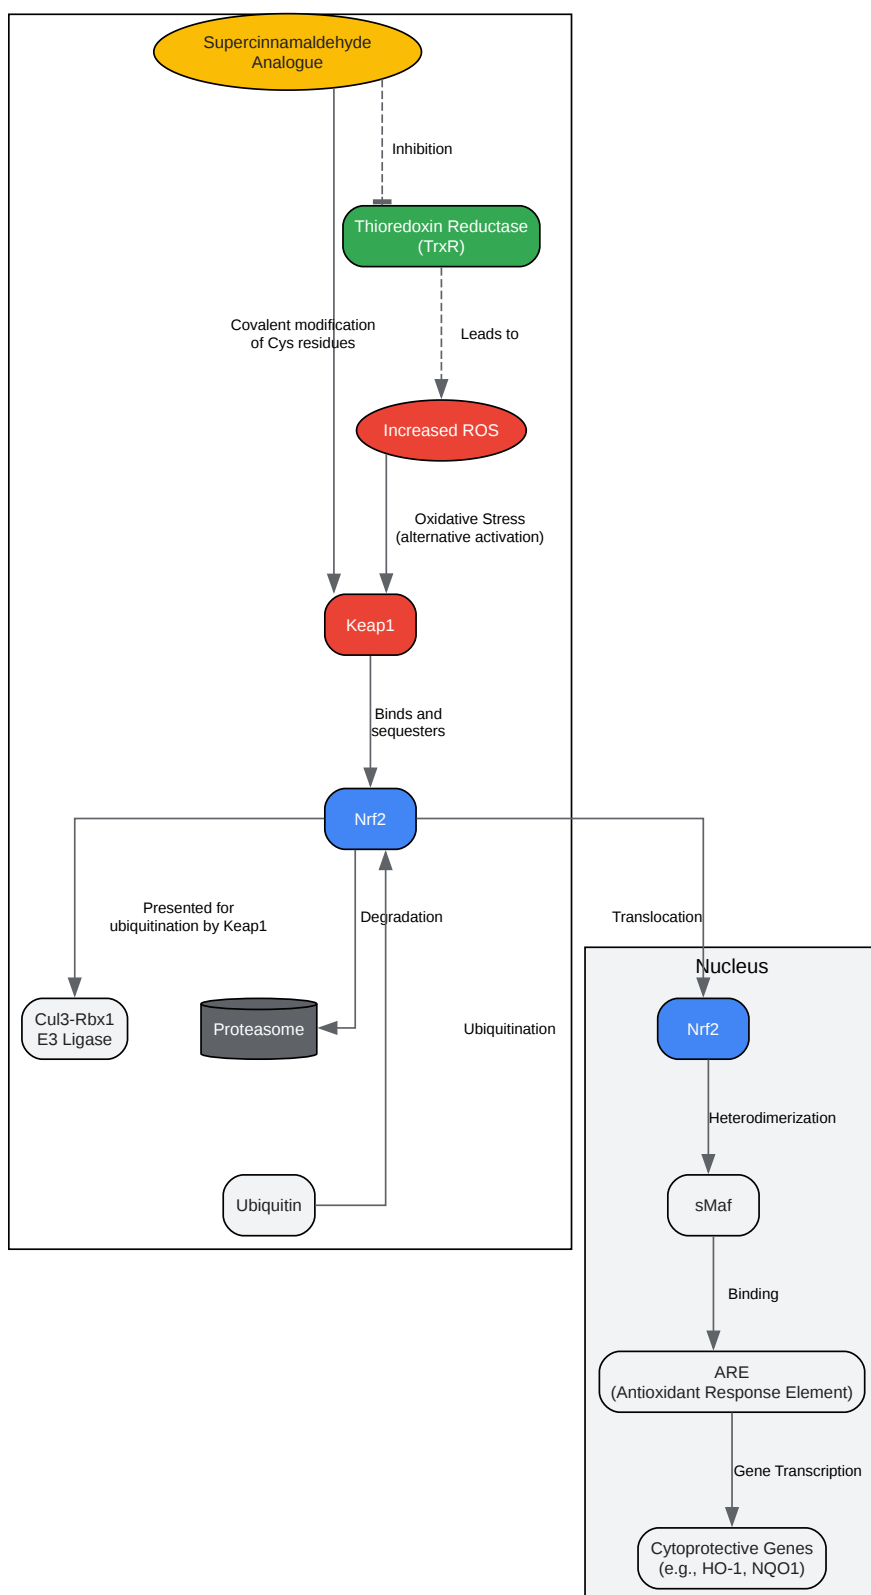 Supercinnamaldehyde
Analogue
Inhibition
Thioredoxin Reductase
(TrxR)
Covalent modification
of Cys residues
Leads to
Increased ROS
Oxidative Stress
(alternative activation)
Keap1
Binds and
sequesters
Nrf2
Presented for
ubiquitination by Keap1
Degradation
Translocation
Nucleus
Cul3-Rbx1
E3 Ligase
Proteasome
Ubiquitination
Nrf2
Heterodimerization
Ubiquitin
sMaf
Binding
ARE
(Antioxidant Response Element)
Gene Transcription
Cytoprotective Genes
(e.g., HO-1, NQO1)